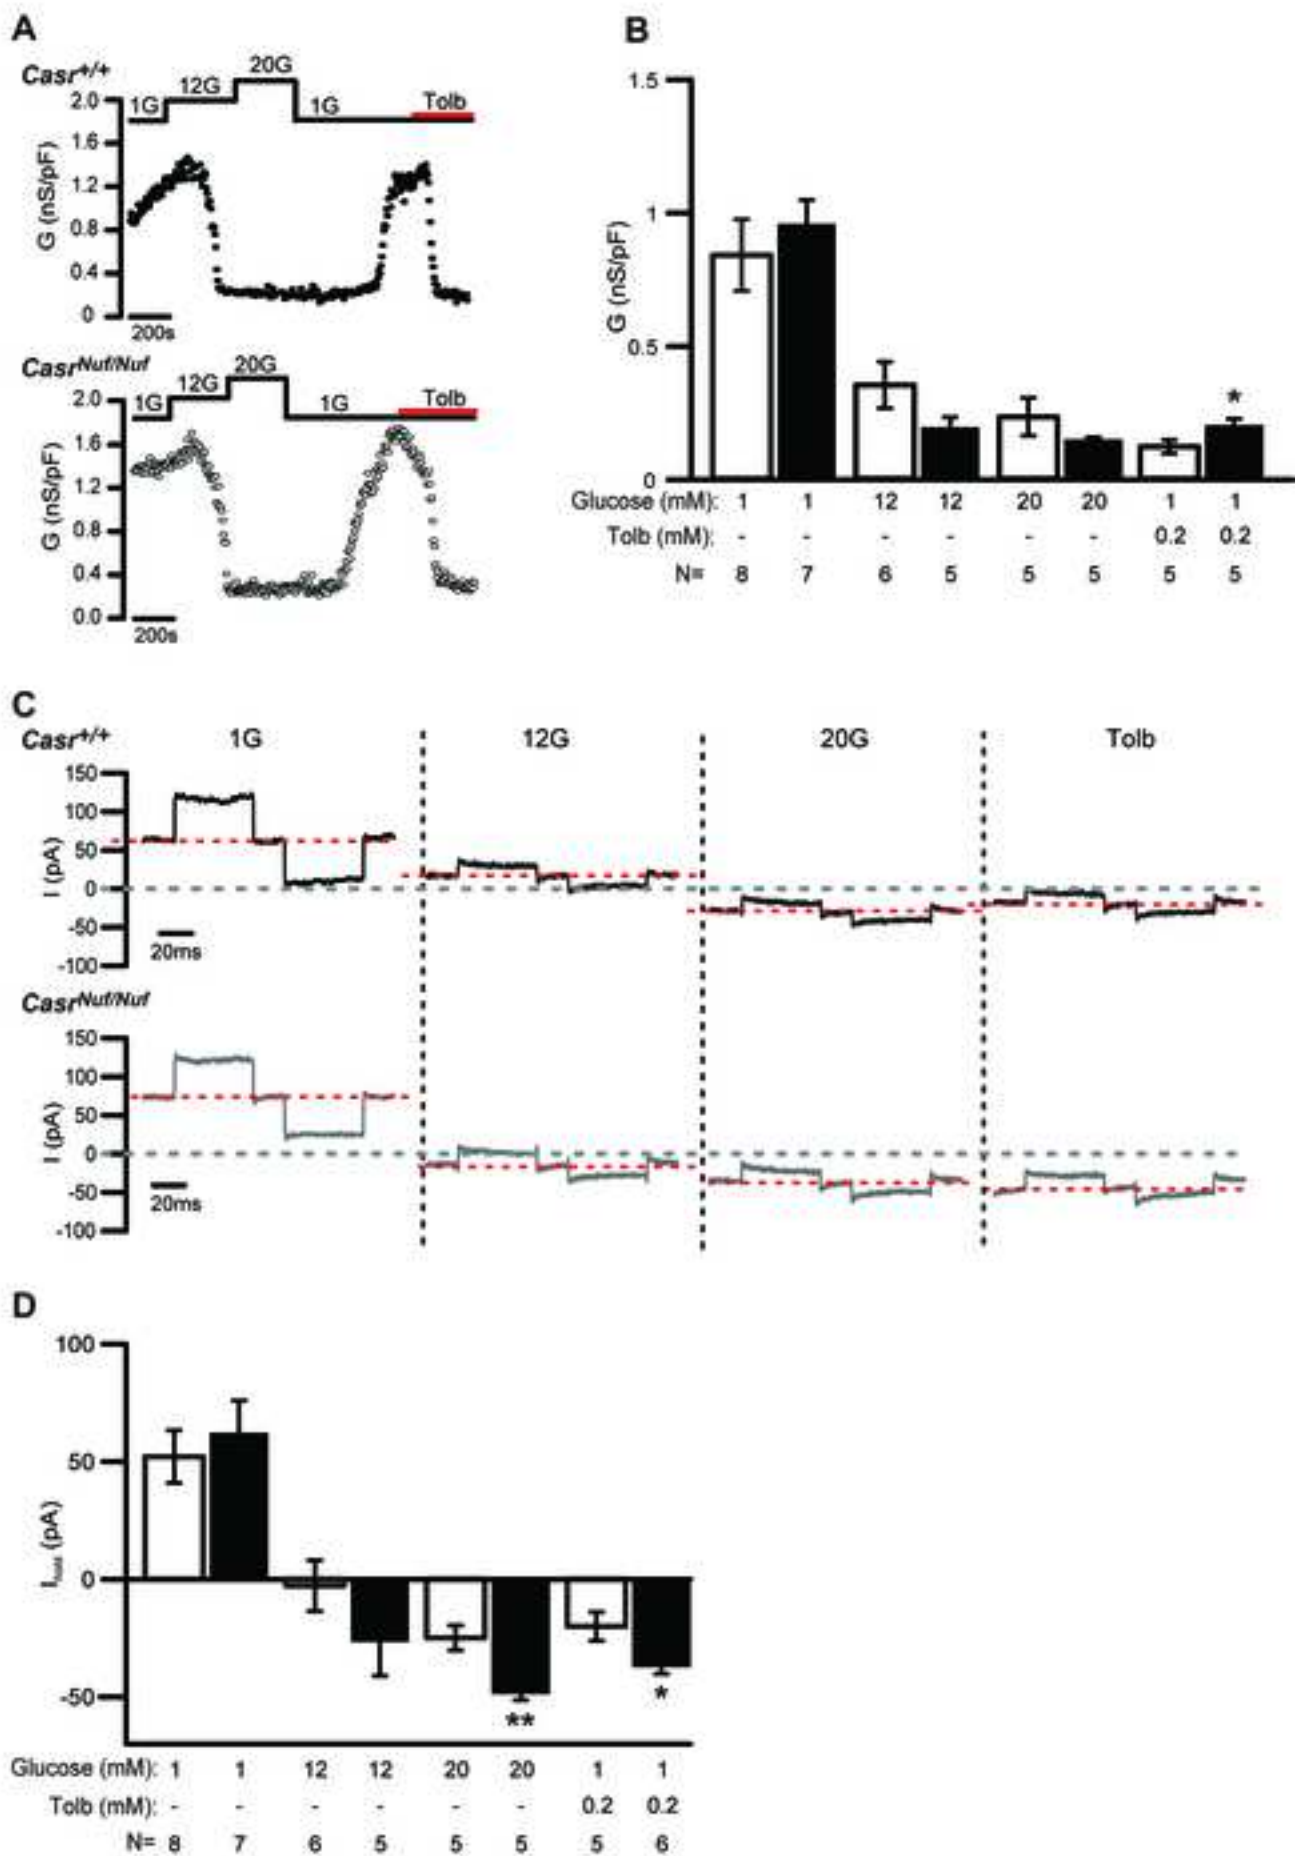 A
Casr+/+
1G 12G 20G 1G Tolb
2.0
1.6
1.2
0.8
0.4
0
G (nS/pF)
200s
CasrNuf/Nuf
1G 12G 20G 1G Tolb
2.0
1.6
1.2
0.8
0.4
0.0
G (nS/pF)
200s
B
1.5
1
0.5
0
G (nS/pF)
*
Glucose (mM): 1 1 12 12 20 20 1 1
Tolb (mM): - - - - - - 0.2 0.2
N= 8 7 6 5 5 5 5 5
C
Casr+/+ 1G 12G 20G Tolb
150
100
50
0
-50
-100
I (pA)
20ms
CasrNuf/Nuf
150
100
50
0
-50
-100
I (pA)
20ms
D
100
50
0
-50
I (pA)
** *
Glucose (mM): 1 1 12 12 20 20 1 1
Tolb (mM): - - - - - - 0.2 0.2
N= 8 7 6 5 5 5 5 6